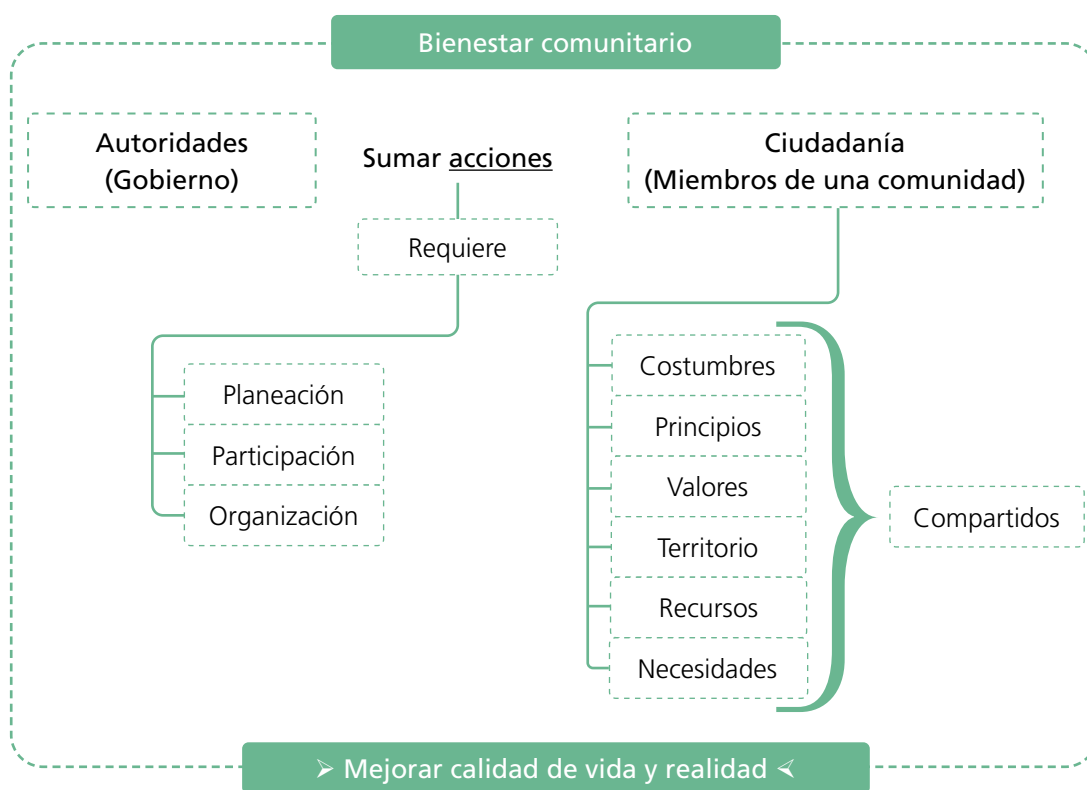 Bienestar comunitario
Autoridades
(Gobierno)
Sumar acciones
Ciudadanía
(Miembros de una comunidad)
Requiere
Planeación
Participación
Organización
Costumbres
Principios
Valores
Territorio
Recursos
Necesidades
Compartidos
➢ Mejorar calidad de vida y realidad ⮜